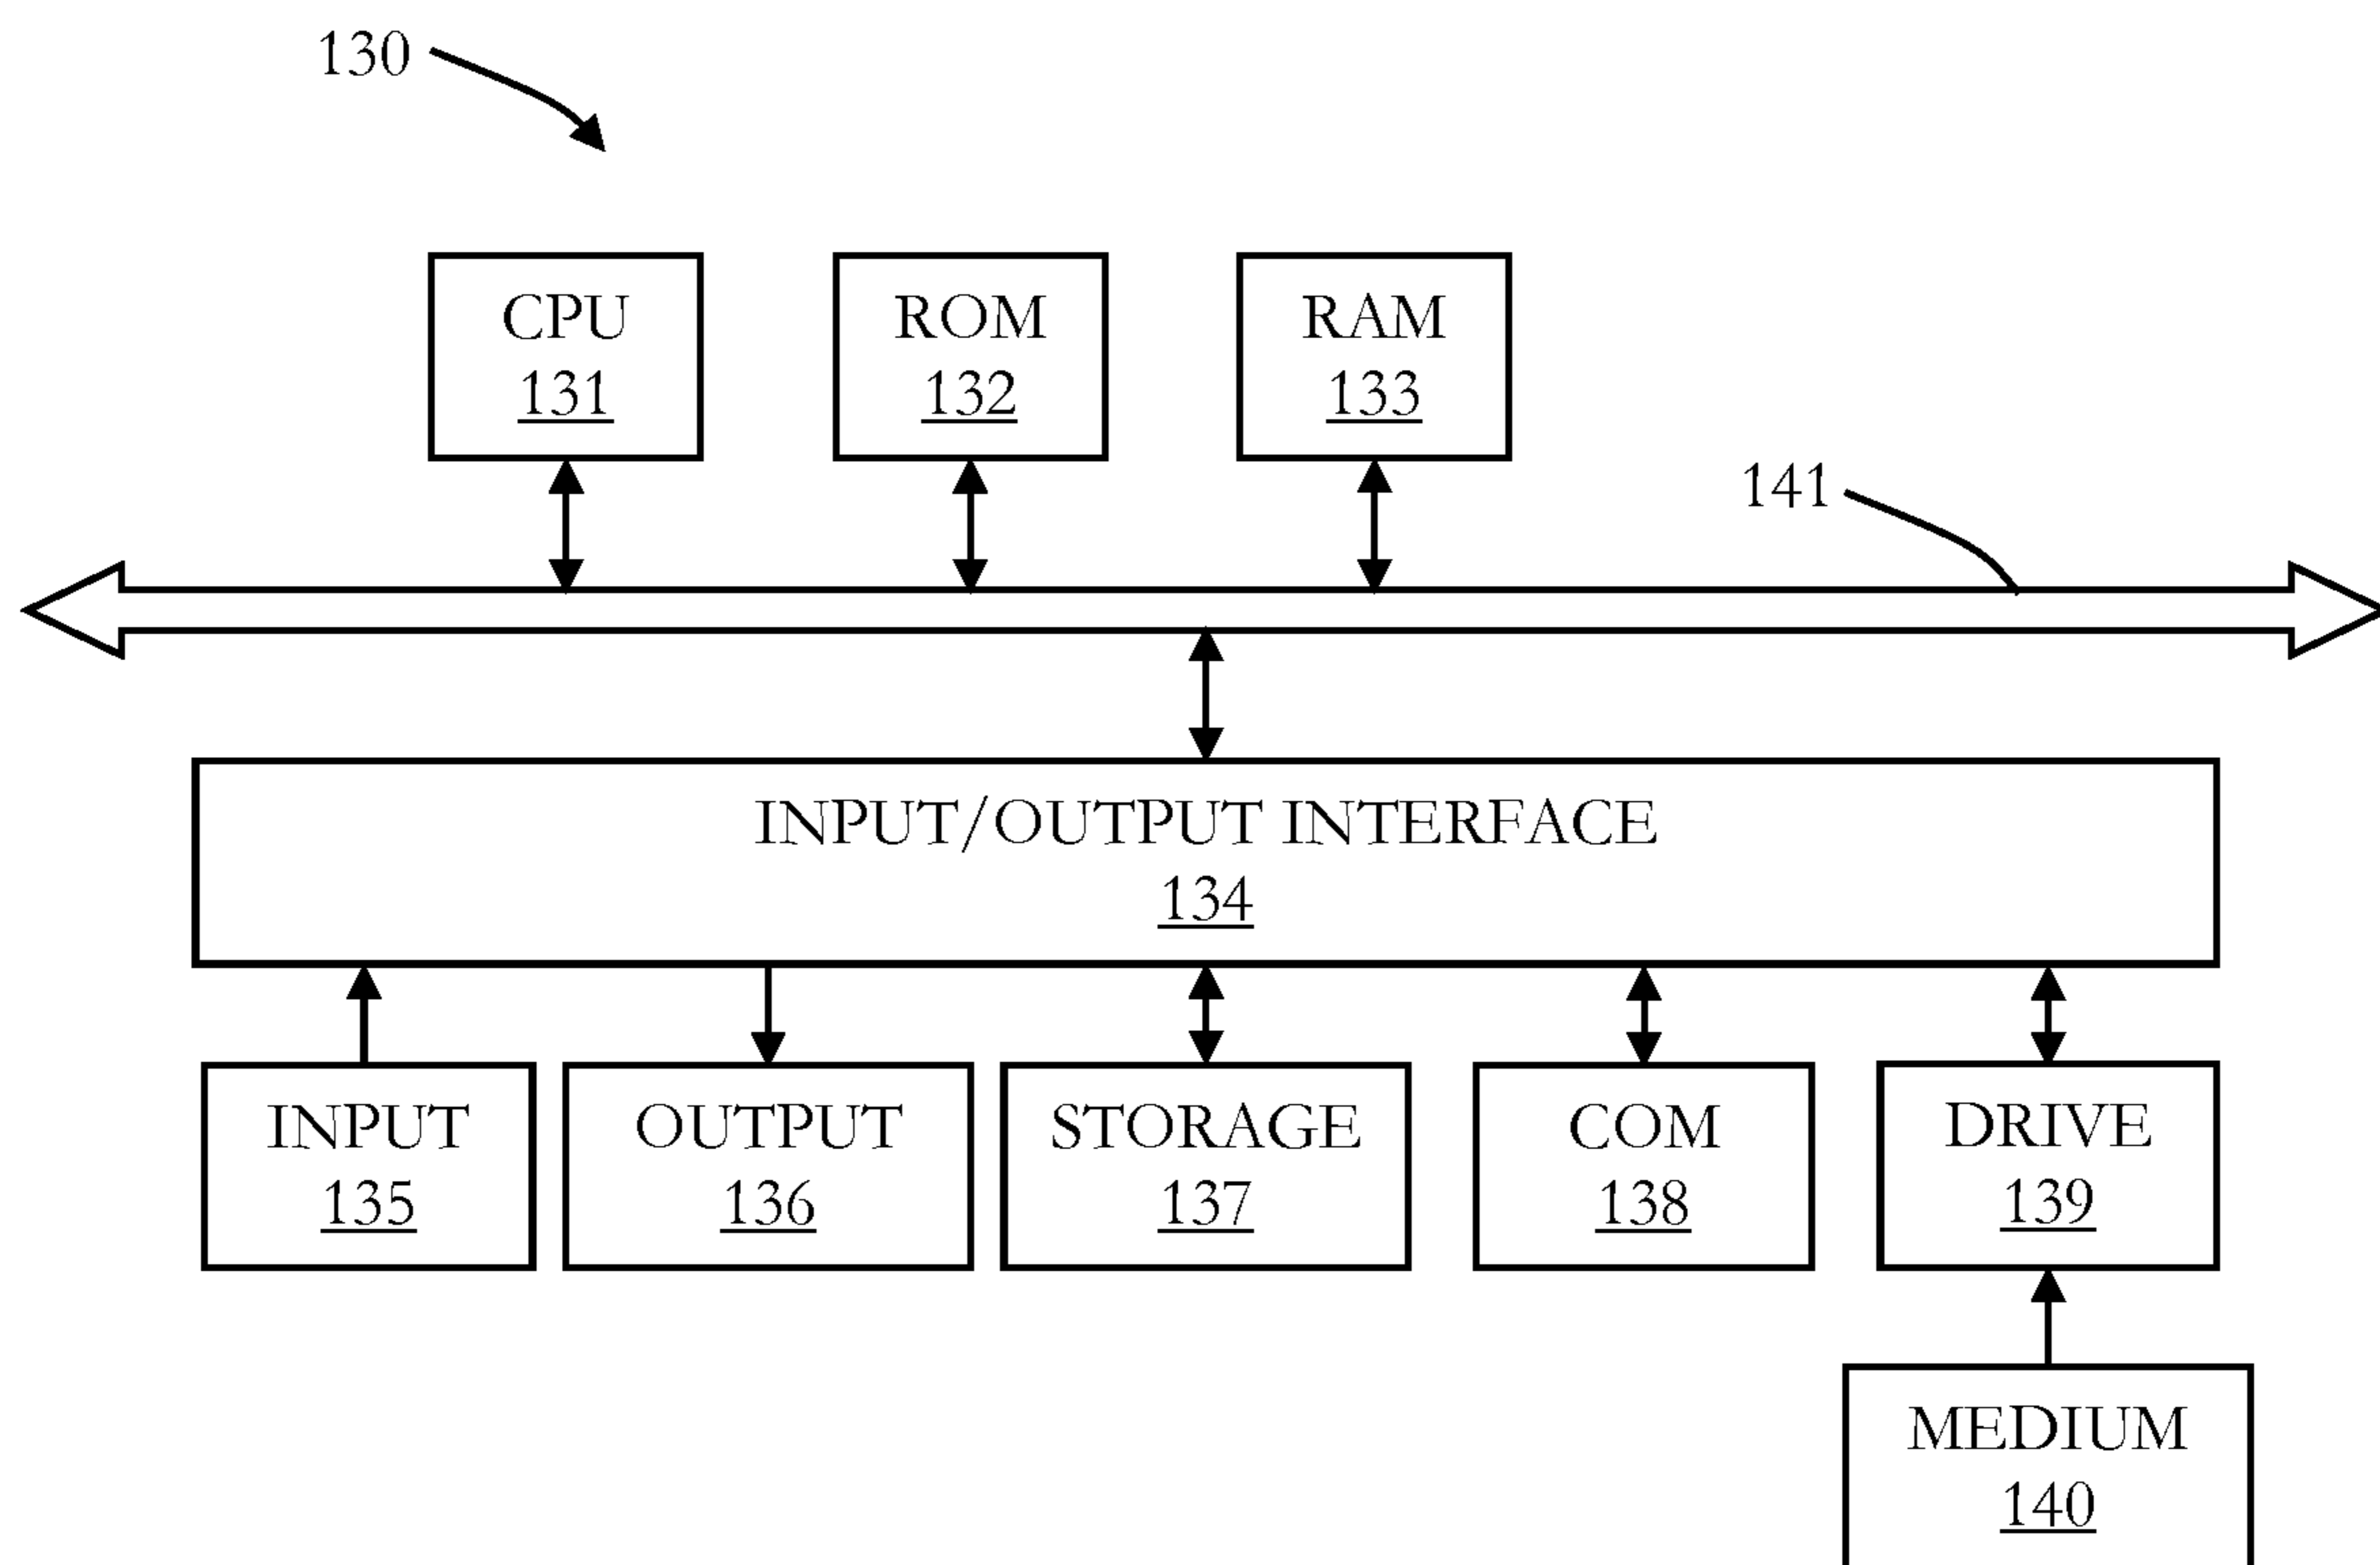 130
CPU
131
ROM
132
RAM
133
141
INPUT/OUTPUT INTERFACE
134
INPUT
135
OUTPUT
136
STORAGE
137
COM
138
DRIVE
139
MEDIUM
140